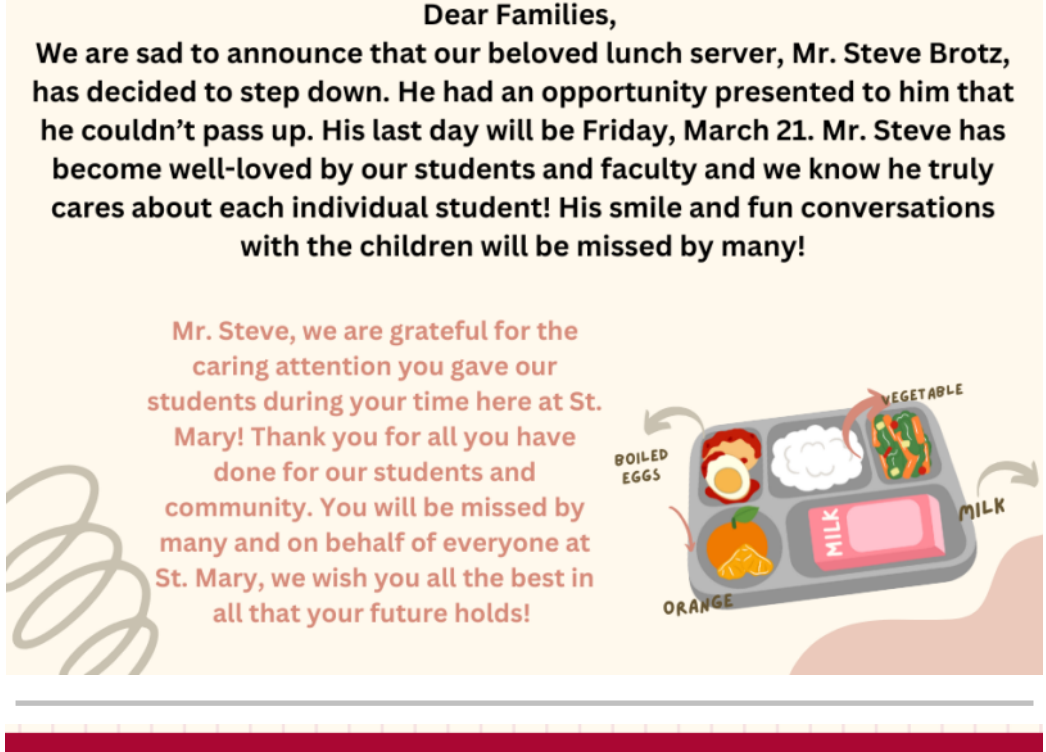 Dear Families,
We are sad to announce that our beloved lunch server, Mr. Steve Brotz,
has decided to step down. He had an opportunity presented to him that
he couldn't pass up. His last day will be Friday, March 21. Mr. Steve has
become well-loved by our students and faculty and we know he truly
cares about each individual student! His smile and fun conversations
with the children will be missed by many!
Mr. Steve, we are grateful for the
caring attention you gave our
students during your time here at St.
Mary! Thank you for all you have
done for our students and
community. You will be missed by
many and on behalf of everyone at
St. Mary, we wish you all the best in
all that your future holds!
VEGETABLE
BOILED
EGGS
MILK
MILK
ORANGE